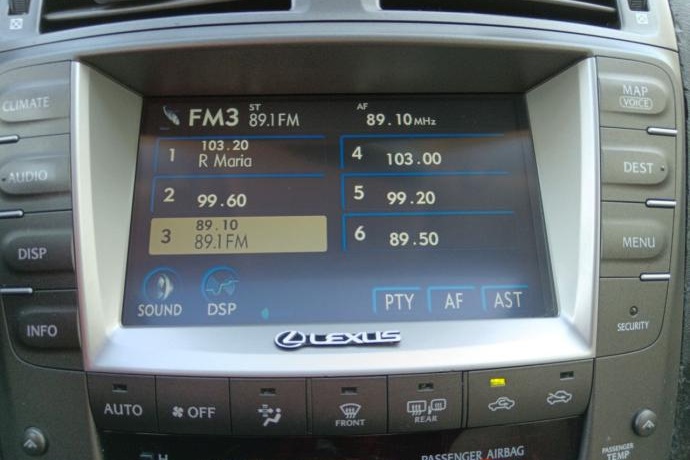 CLIMATE
AUDIO
DISP
INFO
FM3 ST 89.1FM AF 89.10MHz
1 103.20 R Maria
2 99.60
3 89.10 89.1FM
4 103.00
5 99.20
6 89.50
SOUND DSP PTY AF AST
LEXUS
MAP VOICE
DEST
MENU
SECURITY
AUTO OFF FRONT REAR
PASSENGER AIRBAG
PASSENGER TEMP